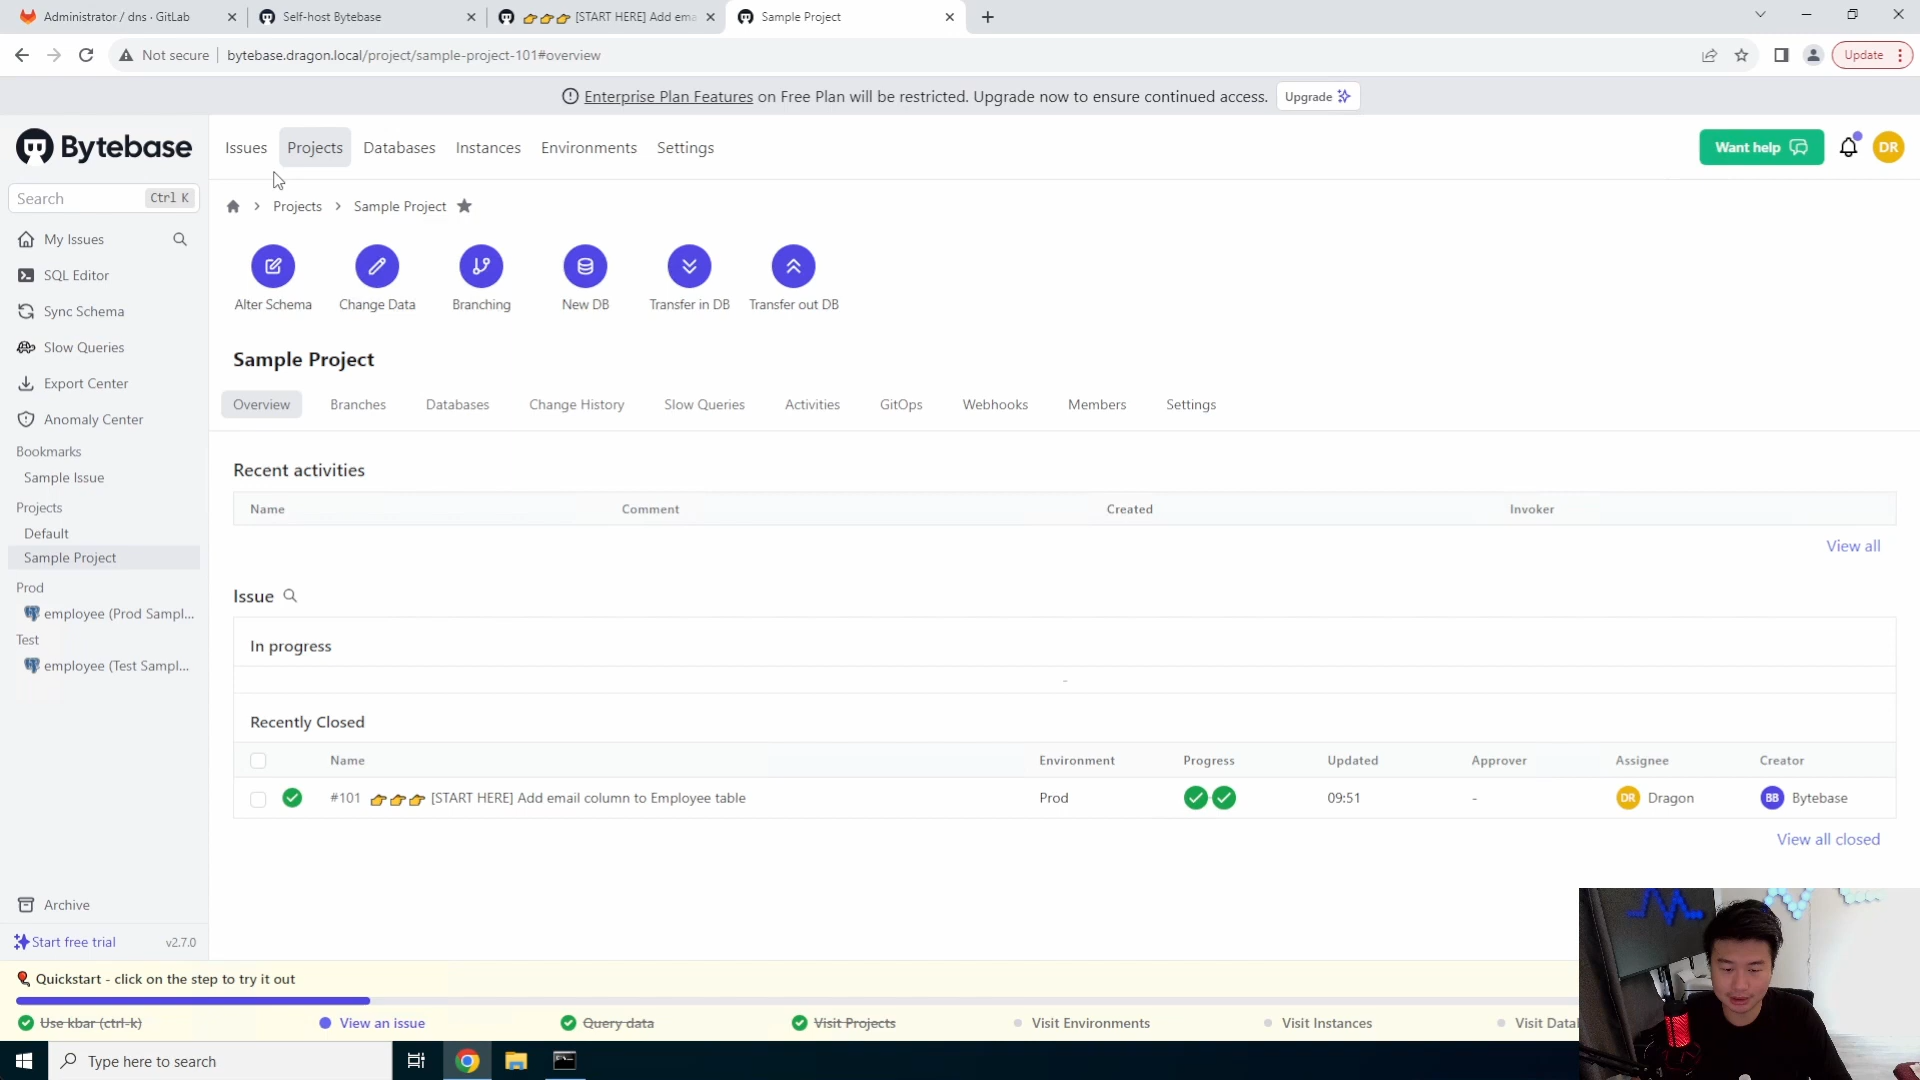 Administrator / dns · GitLab
Self-host Bytebase
👉👉👉 [START HERE] Add ema
Sample Project
Not secure
bytebase.dragon.local/project/sample-project-101#overview
Update
Enterprise Plan Features on Free Plan will be restricted. Upgrade now to ensure continued access.
Upgrade
Bytebase
Issues
Projects
Databases
Instances
Environments
Settings
Want help
DR
Search
Ctrl K
Projects
Sample Project
My Issues
SQL Editor
Sync Schema
Slow Queries
Export Center
Anomaly Center
Bookmarks
Sample Issue
Projects
Default
Sample Project
Prod
employee (Prod Sampl...
Test
employee (Test Sampl...
Archive
Start free trial
v2.7.0
Alter Schema
Change Data
Branching
New DB
Transfer in DB
Transfer out DB
Sample Project
Overview
Branches
Databases
Change History
Slow Queries
Activities
GitOps
Webhooks
Members
Settings
Recent activities
Name
Comment
Created
Invoker
View all
Issue
In progress
-
Recently Closed
Name
Environment
Progress
Updated
Approver
Assignee
Creator
#101 👉👉👉 [START HERE] Add email column to Employee table
Prod
09:51
-
DR Dragon
BB Bytebase
View all closed
🎈 Quickstart - click on the step to try it out
Use kbar (ctrl-k)
View an issue
Query data
Visit Projects
Visit Environments
Visit Instances
Visit Datal
Type here to search